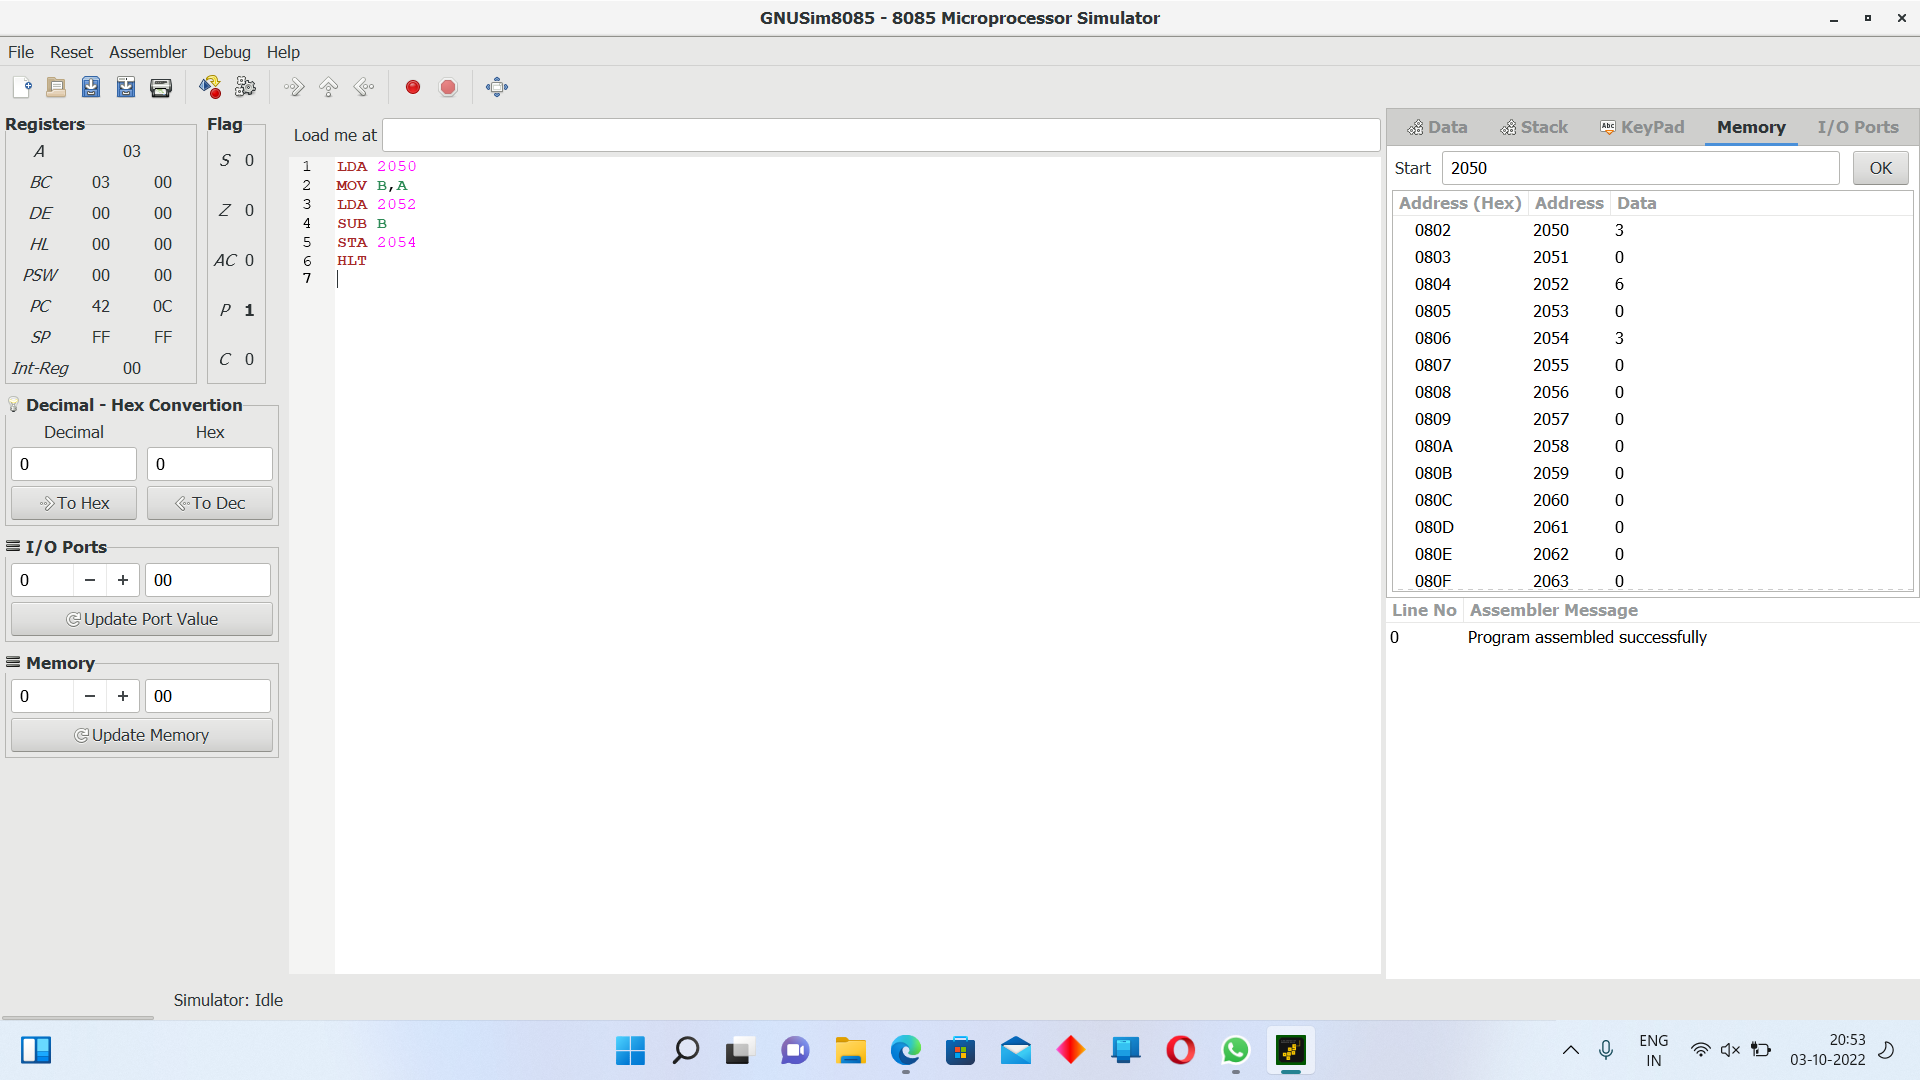 GNUSim8085 - 8085 Microprocessor Simulator
File Reset Assembler Debug Help
Registers
A 03
BC 03 00
DE 00 00
HL 00 00
PSW 00 00
PC 42 0C
SP FF FF
Int-Reg 00
Flag
S 0
Z 0
AC 0
P 1
C 0
Decimal - Hex Convertion
Decimal Hex
0 0
To Hex To Dec
I/O Ports
0 − + 00
Update Port Value
Memory
0 − + 00
Update Memory
Load me at
1 LDA 2050
2 MOV B,A
3 LDA 2052
4 SUB B
5 STA 2054
6 HLT
7
Data Stack Abc KeyPad Memory I/O Ports
Start 2050 OK
Address (Hex) Address Data
0802 2050 3
0803 2051 0
0804 2052 6
0805 2053 0
0806 2054 3
0807 2055 0
0808 2056 0
0809 2057 0
080A 2058 0
080B 2059 0
080C 2060 0
080D 2061 0
080E 2062 0
080F 2063 0
Line No Assembler Message
0 Program assembled successfully
Simulator: Idle
ENG
IN
20:53
03-10-2022